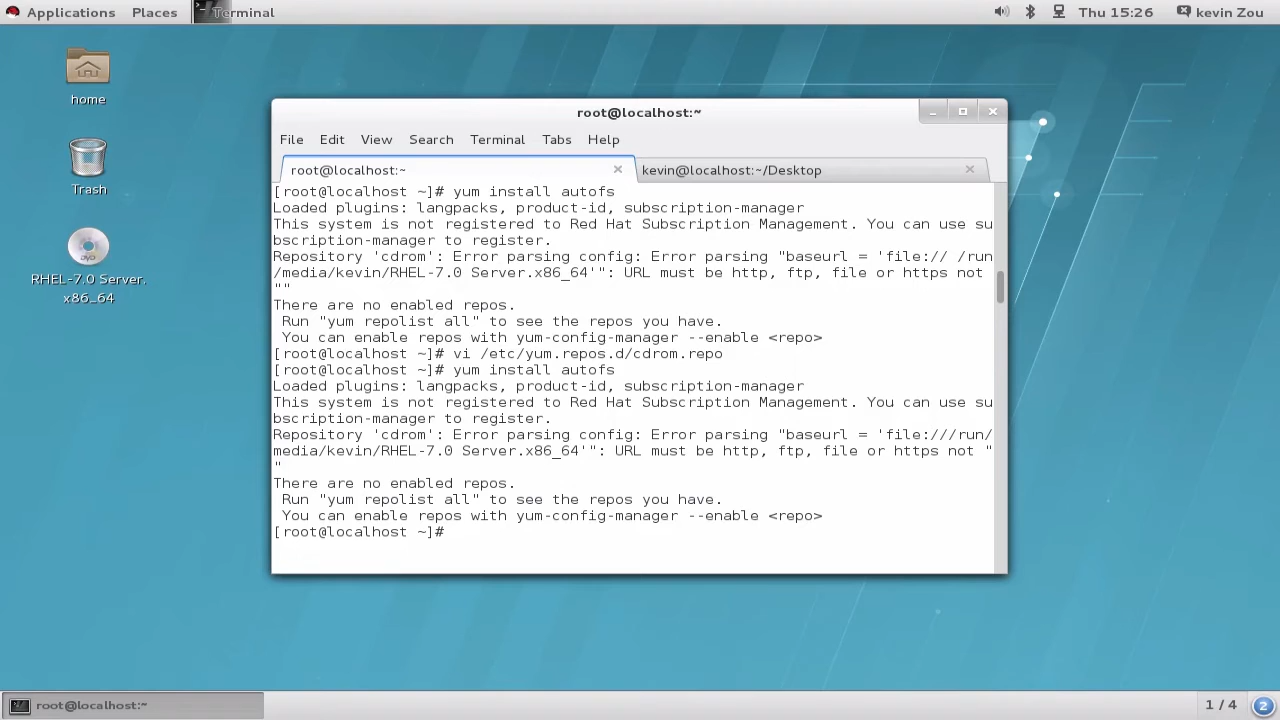 Applications Places Terminal Thu 15:26 kevin Zou
home
Trash
RHEL-7.0 Server.
x86_64
root@localhost:~
File Edit View Search Terminal Tabs Help
root@localhost:~ kevin@localhost:~/Desktop
[root@localhost ~]# yum install autofs
Loaded plugins: langpacks, product-id, subscription-manager
This system is not registered to Red Hat Subscription Management. You can use su
bscription-manager to register.
Repository 'cdrom': Error parsing config: Error parsing "baseurl = 'file:// /run
/media/kevin/RHEL-7.0 Server.x86_64'": URL must be http, ftp, file or https not
""
There are no enabled repos.
 Run "yum repolist all" to see the repos you have.
 You can enable repos with yum-config-manager --enable <repo>
[root@localhost ~]# vi /etc/yum.repos.d/cdrom.repo
[root@localhost ~]# yum install autofs
Loaded plugins: langpacks, product-id, subscription-manager
This system is not registered to Red Hat Subscription Management. You can use su
bscription-manager to register.
Repository 'cdrom': Error parsing config: Error parsing "baseurl = 'file:///run/
media/kevin/RHEL-7.0 Server.x86_64'": URL must be http, ftp, file or https not "
"
There are no enabled repos.
 Run "yum repolist all" to see the repos you have.
 You can enable repos with yum-config-manager --enable <repo>
[root@localhost ~]#
root@localhost:~ 1 / 4 2